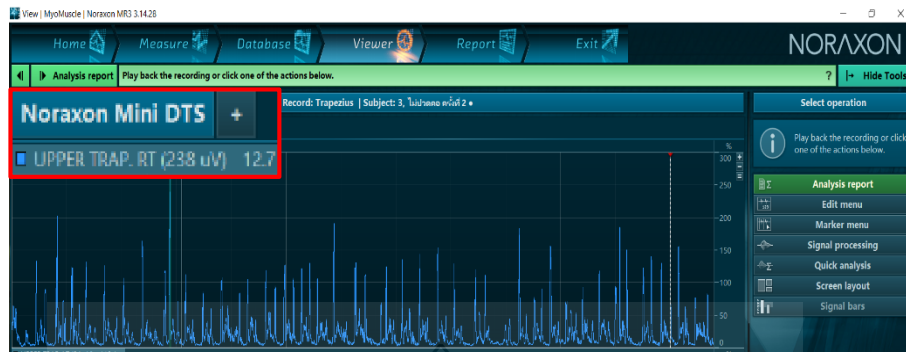 View | MyoMuscle | Noraxon MR3 3.14.28
Home
Measure
Database
Viewer
Report
Exit
NORAXON
Analysis report
Play back the recording or click one of the actions below.
?
Hide Tools
Noraxon Mini DTS +
UPPER TRAP. RT (238 uV) 12.7
Record: Trapezius | Subject: 3, ไม่ปวดคอ ครั้งที่ 2
%
300
250
200
150
100
50
0
Select operation
Play back the recording or click
one of the actions below.
Analysis report
Edit menu
Marker menu
Signal processing
Quick analysis
Screen layout
Signal bars